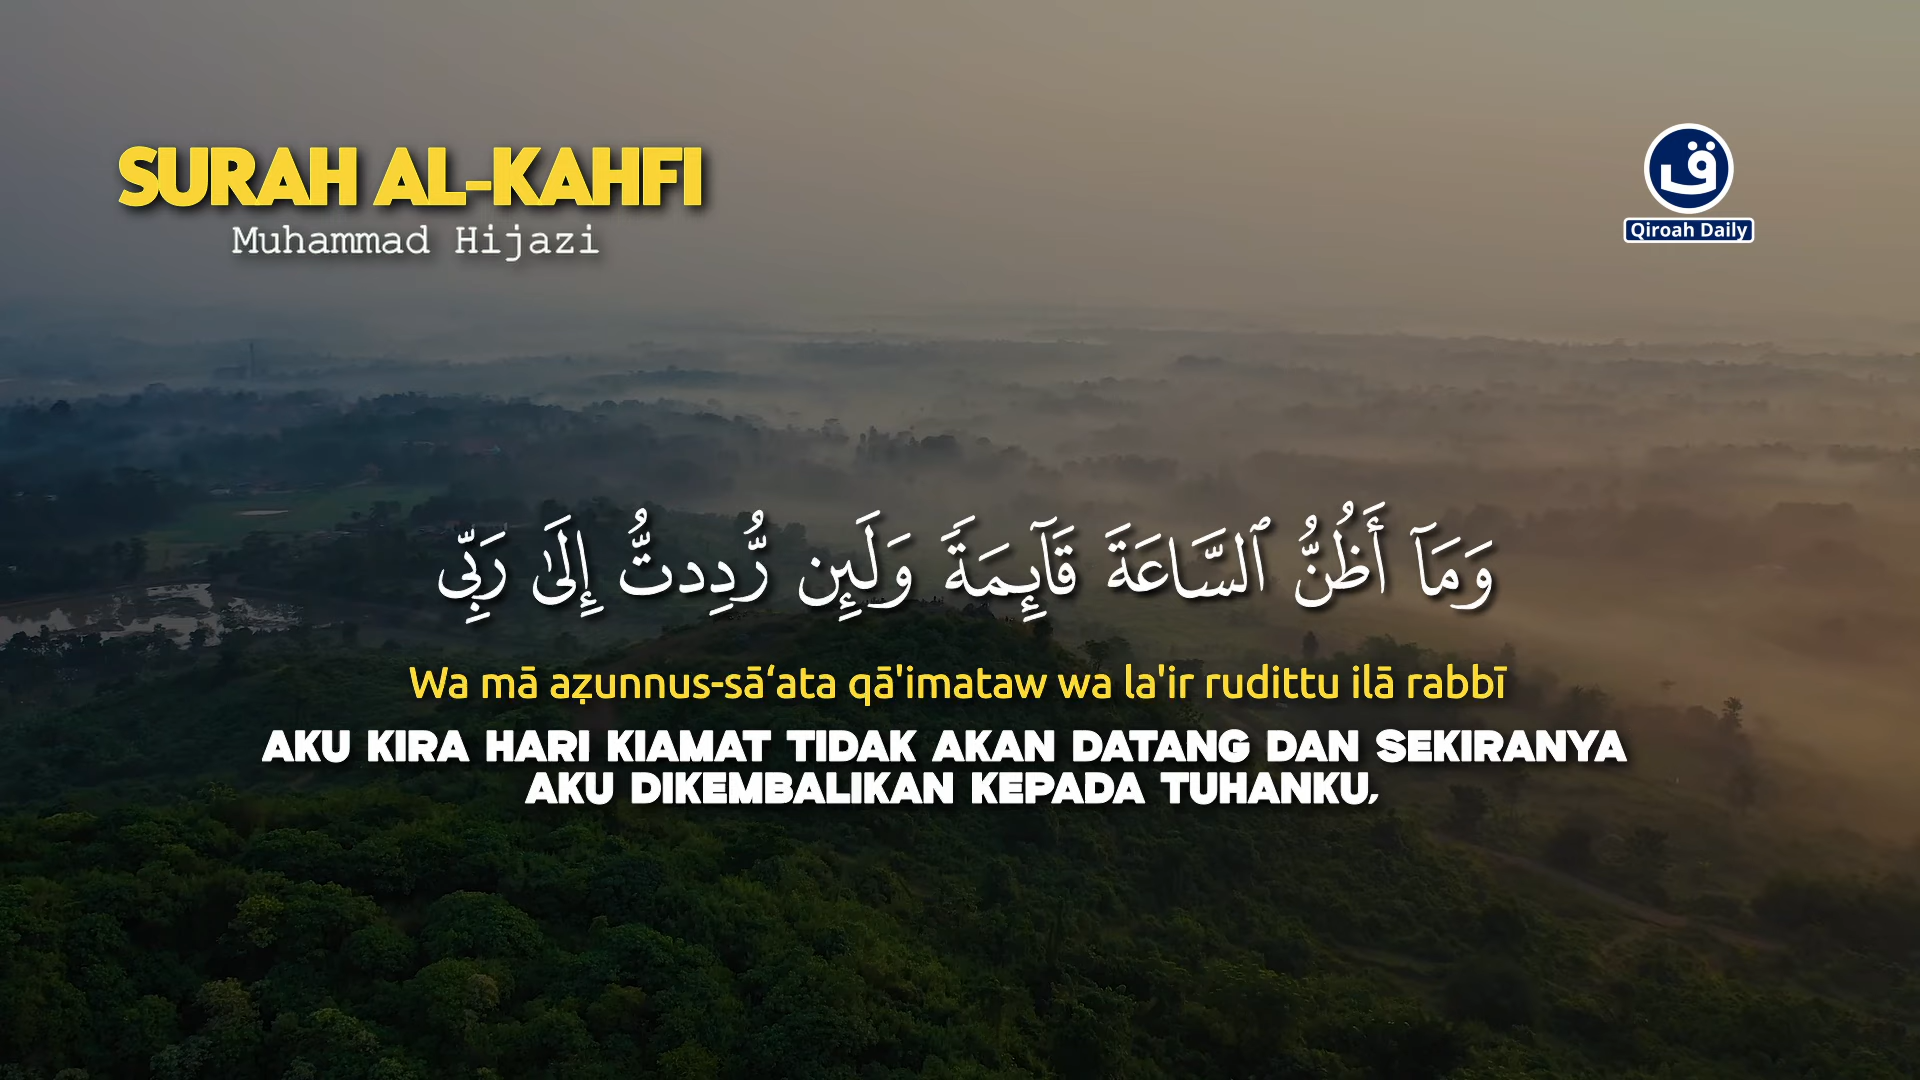 SURAH AL-KAHFI
Muhammad Hijazi
ق
Qiroah Daily
وَمَآ أَظُنُّ ٱلسَّاعَةَ قَآئِمَةً وَلَئِن رُّدِدتُّ إِلَىٰ رَبِّى
Wa mā aẓunnus-sā‘ata qā'imataw wa la'ir rudittu ilā rabbī
AKU KIRA HARI KIAMAT TIDAK AKAN DATANG DAN SEKIRANYA
AKU DIKEMBALIKAN KEPADA TUHANKU,